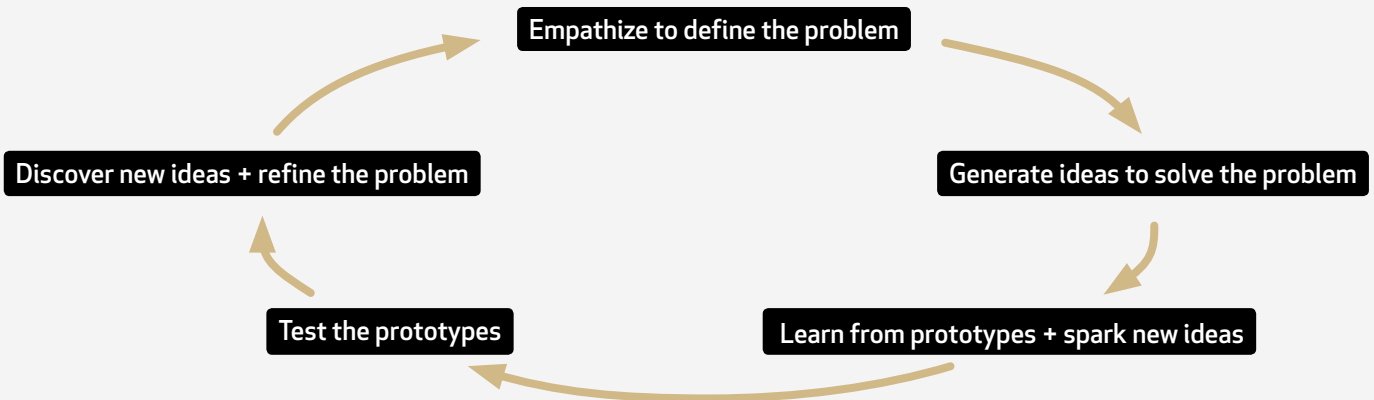 Empathize to define the problem
Discover new ideas + refine the problem
Generate ideas to solve the problem
Test the prototypes
Learn from prototypes + spark new ideas